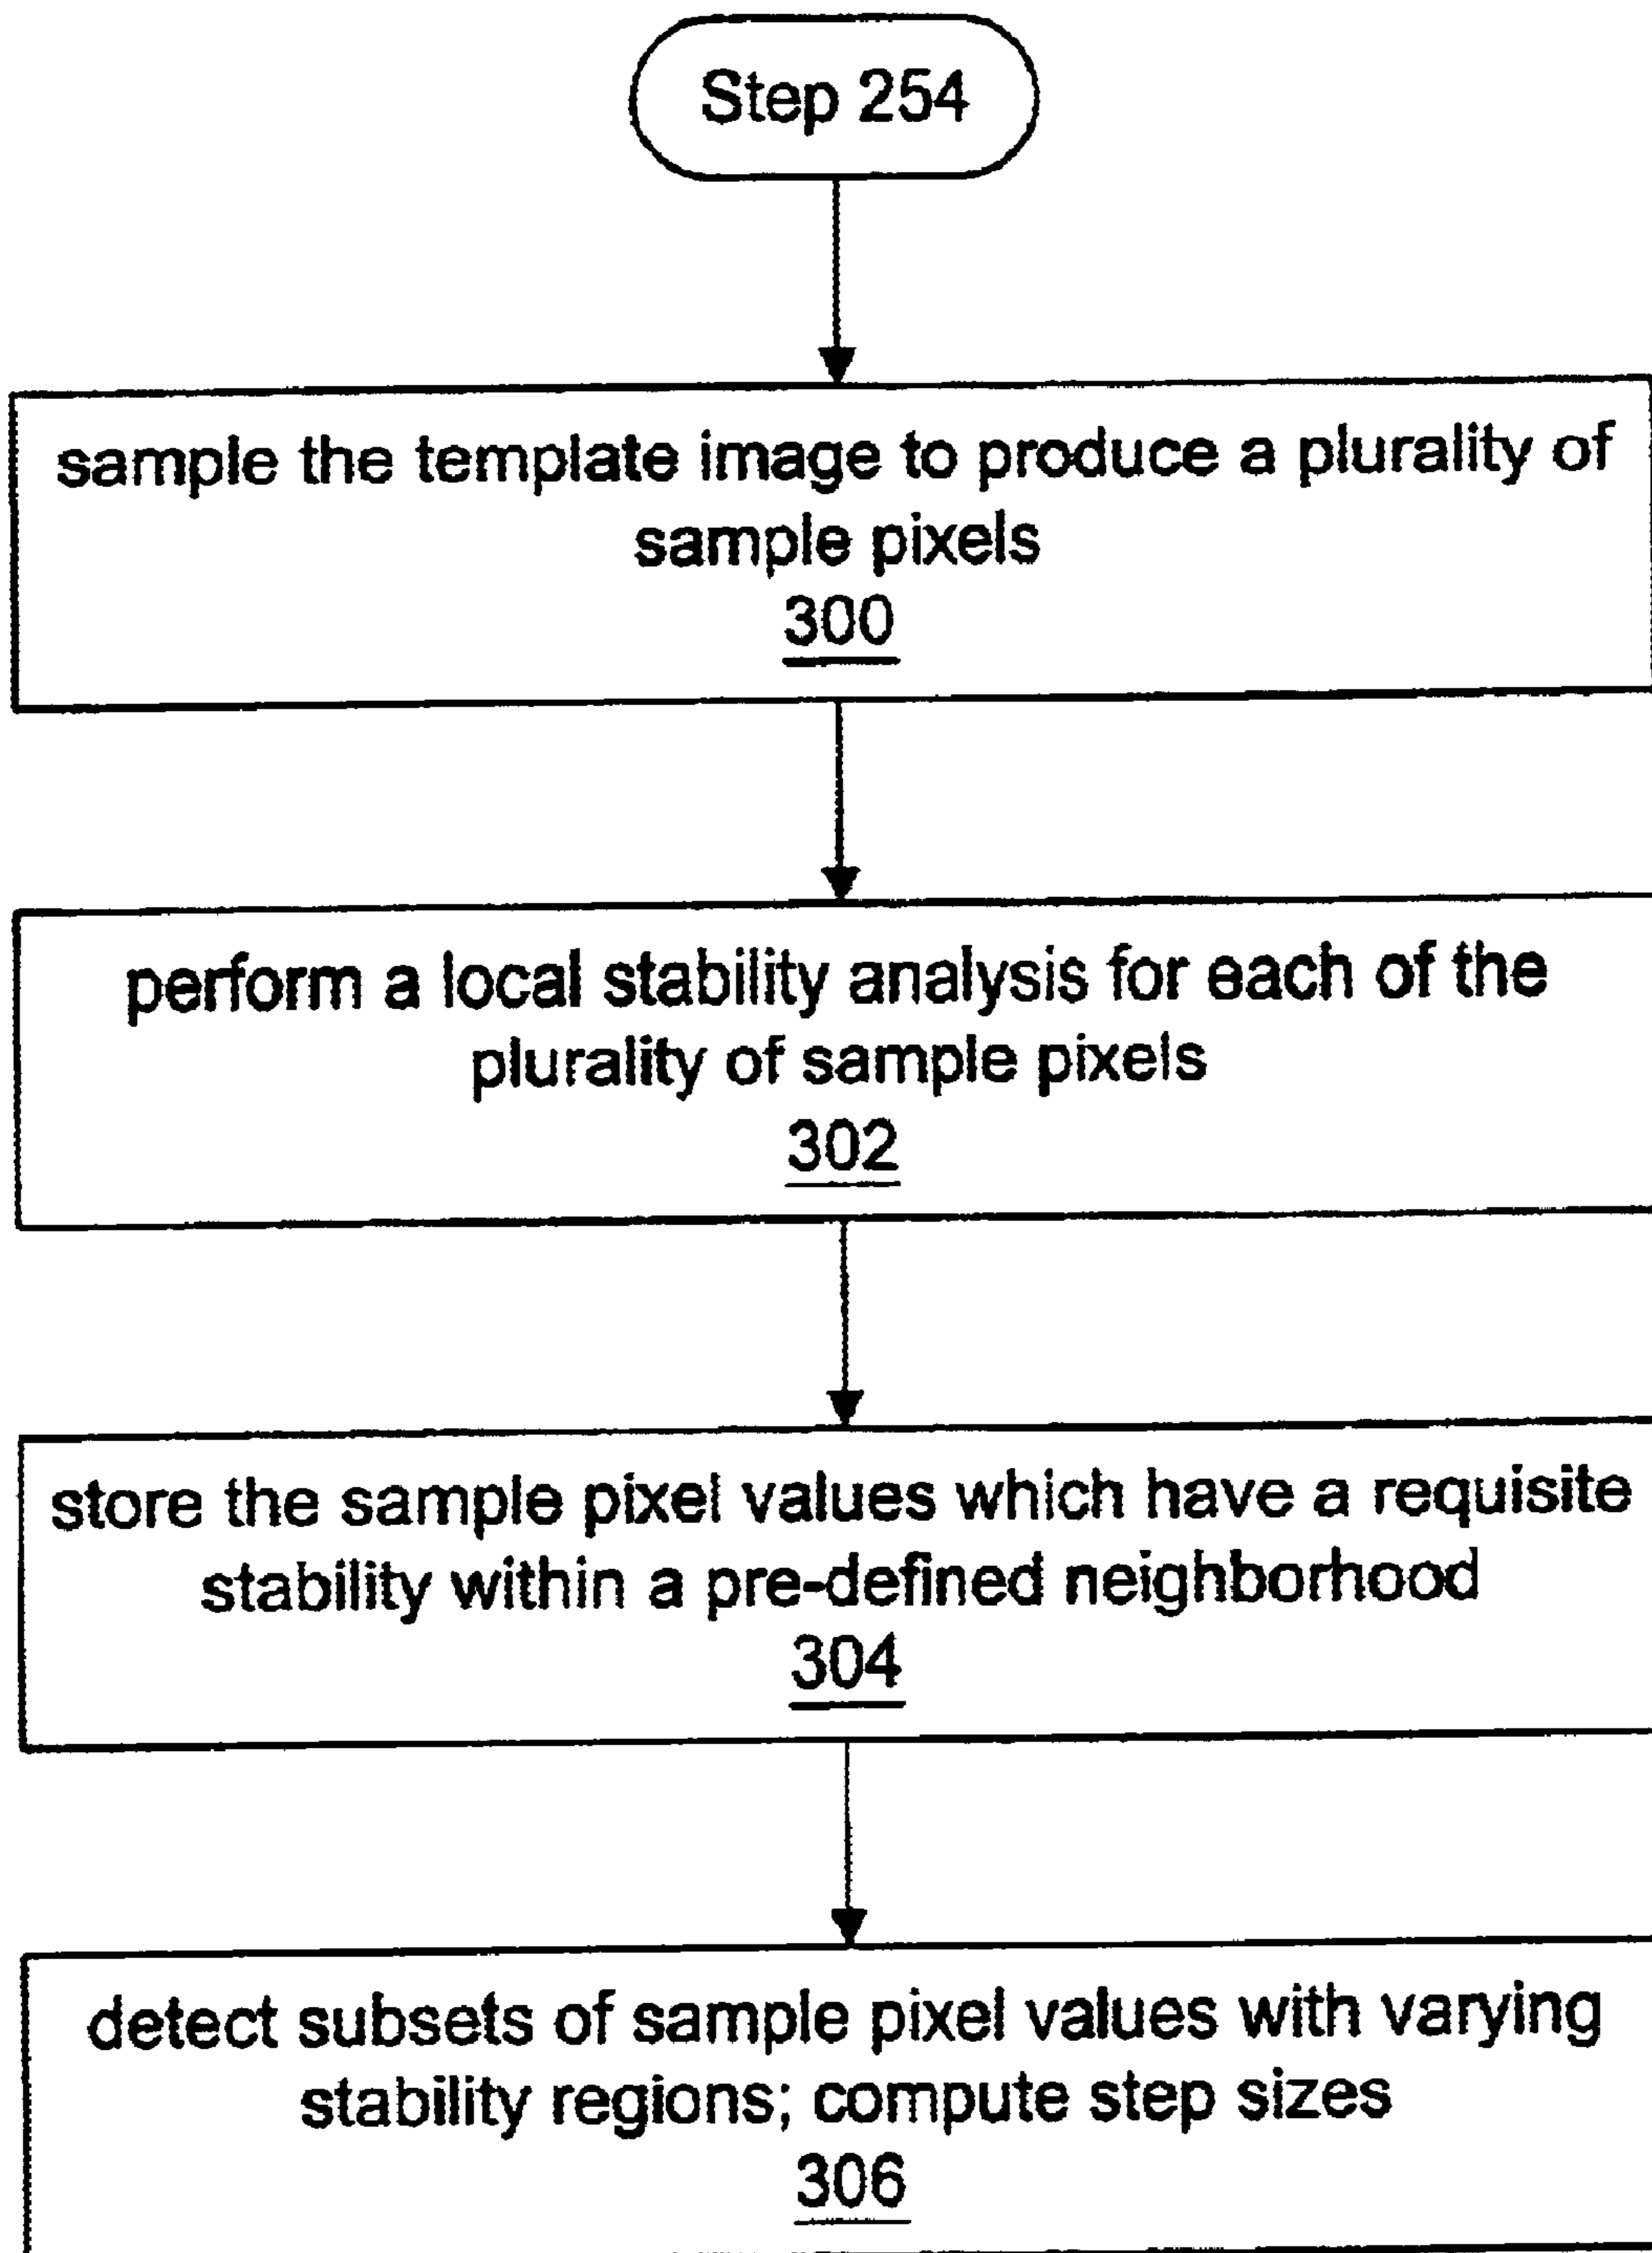 Step 254
sample the template image to produce a plurality of
sample pixels
300
perform a local stability analysis for each of the
plurality of sample pixels
302
store the sample pixel values which have a requisite
stability within a pre-defined neighborhood
304
detect subsets of sample pixel values with varying
stability regions; compute step sizes
306